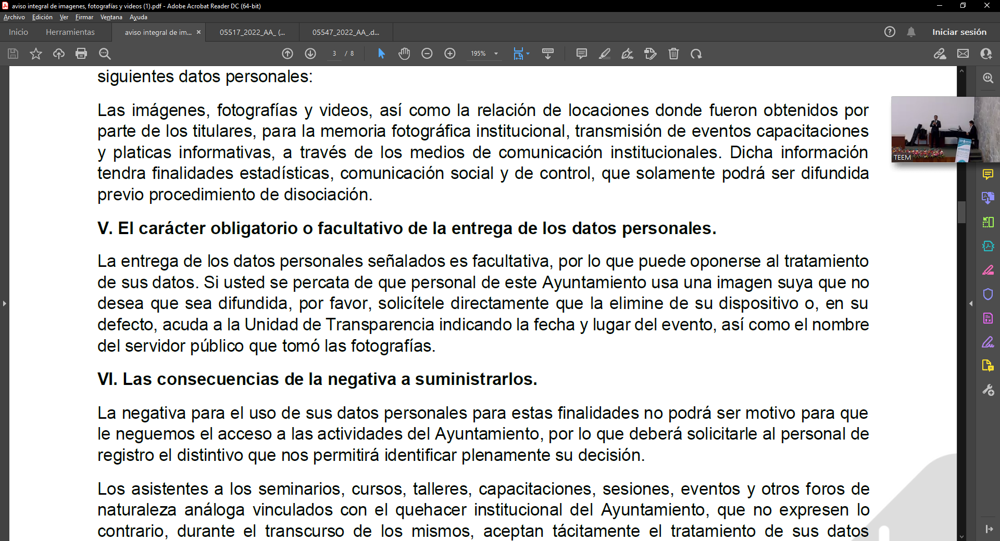 aviso integral de imagenes, fotografías y videos (1).pdf - Adobe Acrobat Reader DC (64-bit)
Archivo Edición Ver Firmar Ventana Ayuda
Inicio Herramientas aviso integral de im... × 05517_2022_AA_ (... 05547_2022_AA_.d... Iniciar sesión
3 / 8 195%
siguientes datos personales:
Las imágenes, fotografías y videos, así como la relación de locaciones donde fueron obtenidos por
parte de los titulares, para la memoria fotográfica institucional, transmisión de eventos capacitaciones
y platicas informativas, a través de los medios de comunicación institucionales. Dicha información
tendra finalidades estadísticas, comunicación social y de control, que solamente podrá ser difundida
previo procedimiento de disociación.
TEEM
V. El carácter obligatorio o facultativo de la entrega de los datos personales.
La entrega de los datos personales señalados es facultativa, por lo que puede oponerse al tratamiento
de sus datos. Si usted se percata de que personal de este Ayuntamiento usa una imagen suya que no
desea que sea difundida, por favor, solicítele directamente que la elimine de su dispositivo o, en su
defecto, acuda a la Unidad de Transparencia indicando la fecha y lugar del evento, así como el nombre
del servidor público que tomó las fotografías.
VI. Las consecuencias de la negativa a suministrarlos.
La negativa para el uso de sus datos personales para estas finalidades no podrá ser motivo para que
le neguemos el acceso a las actividades del Ayuntamiento, por lo que deberá solicitarle al personal de
registro el distintivo que nos permitirá identificar plenamente su decisión.
Los asistentes a los seminarios, cursos, talleres, capacitaciones, sesiones, eventos y otros foros de
naturaleza análoga vinculados con el quehacer institucional del Ayuntamiento, que no expresen lo
contrario, durante el transcurso de los mismos, aceptan tácitamente el tratamiento de sus datos